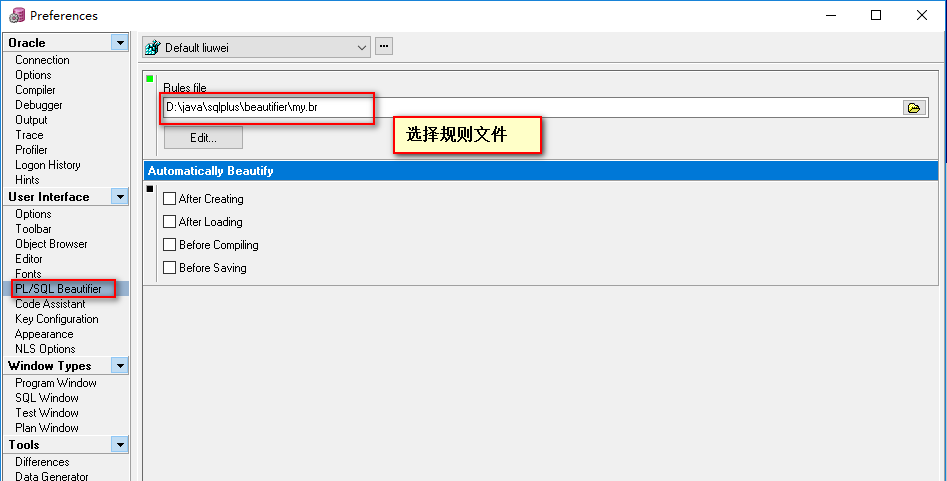 Preferences
Oracle
Connection
Options
Compiler
Debugger
Output
Trace
Profiler
Logon History
Hints
User Interface
Options
Toolbar
Object Browser
Editor
Fonts
PL/SQL Beautifier
Code Assistant
Key Configuration
Appearance
NLS Options
Window Types
Program Window
SQL Window
Test Window
Plan Window
Tools
Differences
Data Generator
Default liuwei
Rules file
D:\java\sqlplus\beautifier\my.br
Edit...
选择规则文件
Automatically Beautify
After Creating
After Loading
Before Compiling
Before Saving